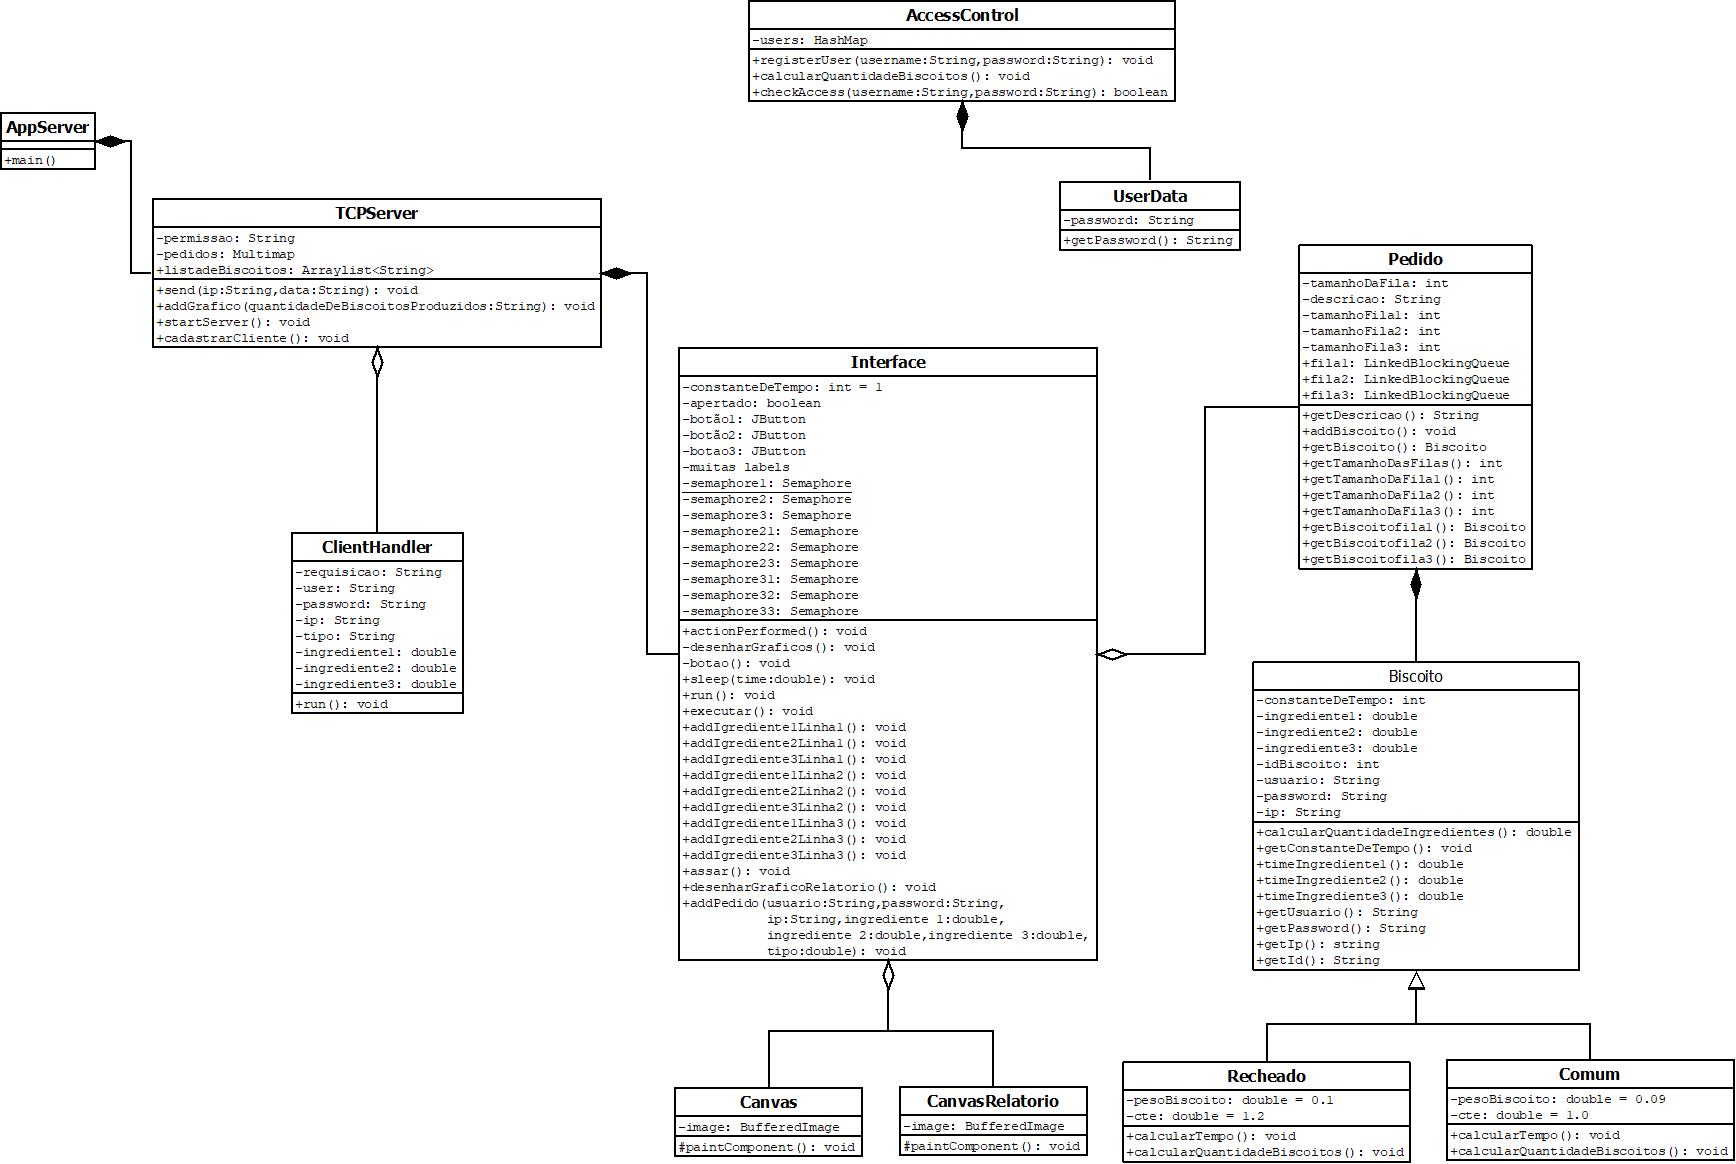 AccessControl
-users: HashMap
+registerUser(username:String,password:String): void
+calcularQuantidadeBiscoitos(): void
+checkAccess(username:String,password:String): boolean
AppServer
+main()
UserData
-password: String
+getPassword(): String
TCPServer
-permissao: String
-pedidos: Multimap
+listadeBiscoitos: Arraylist<String>
+send(ip:String,data:String): void
+addGrafico(quantidadeDeBiscoitosProduzidos:String): void
+startServer(): void
+cadastrarCliente(): void
Pedido
-tamanhoDaFila: int
-descricao: String
-tamanhoFila1: int
-tamanhoFila2: int
-tamanhoFila3: int
+fila1: LinkedBlockingQueue
+fila2: LinkedBlockingQueue
+fila3: LinkedBlockingQueue
+getDescricao(): String
+addBiscoito(): void
+getBiscoito(): Biscoito
+getTamanhoDasFilas(): int
+getTamanhoDaFila1(): int
+getTamanhoDaFila2(): int
+getTamanhoDaFila3(): int
+getBiscoitofila1(): Biscoito
+getBiscoitofila2(): Biscoito
+getBiscoitofila3(): Biscoito
Interface
-constanteDeTempo: int = 1
-apertado: boolean
-botão1: JButton
-botão2: JButton
-botao3: JButton
-muitas labels
-semaphore1: Semaphore
-semaphore2: Semaphore
-semaphore3: Semaphore
-semaphore21: Semaphore
-semaphore22: Semaphore
-semaphore23: Semaphore
-semaphore31: Semaphore
-semaphore32: Semaphore
-semaphore33: Semaphore
+actionPerformed(): void
-desenharGraficos(): void
-botao(): void
+sleep(time:double): void
+run(): void
+executar(): void
+addIgrediente1Linha1(): void
+addIgrediente2Linha1(): void
+addIgrediente3Linha1(): void
+addIgrediente1Linha2(): void
+addIgrediente2Linha2(): void
+addIgrediente3Linha2(): void
+addIgrediente1Linha3(): void
+addIgrediente2Linha3(): void
+addIgrediente3Linha3(): void
+assar(): void
+desenharGraficoRelatorio(): void
+addPedido(usuario:String,password:String,
ip:String,ingrediente 1:double,
ingrediente 2:double,ingrediente 3:double,
tipo:double): void
ClientHandler
-requisicao: String
-user: String
-password: String
-ip: String
-tipo: String
-ingrediente1: double
-ingrediente2: double
-ingrediente3: double
+run(): void
Biscoito
-constanteDeTempo: int
-ingrediente1: double
-ingrediente2: double
-ingrediente3: double
-idBiscoito: int
-usuario: String
-password: String
-ip: String
+calcularQuantidadeIngredientes(): double
+getConstanteDeTempo(): void
+timeIngrediente1(): double
+timeIngrediente2(): double
+timeIngrediente3(): double
+getUsuario(): String
+getPassword(): String
+getIp(): string
+getId(): String
Canvas
-image: BufferedImage
#paintComponent(): void
CanvasRelatorio
-image: BufferedImage
#paintComponent(): void
Recheado
-pesoBiscoito: double = 0.1
-cte: double = 1.2
+calcularTempo(): void
+calcularQuantidadeBiscoitos(): void
Comum
-pesoBiscoito: double = 0.09
-cte: double = 1.0
+calcularTempo(): void
+calcularQuantidadeBiscoitos(): void